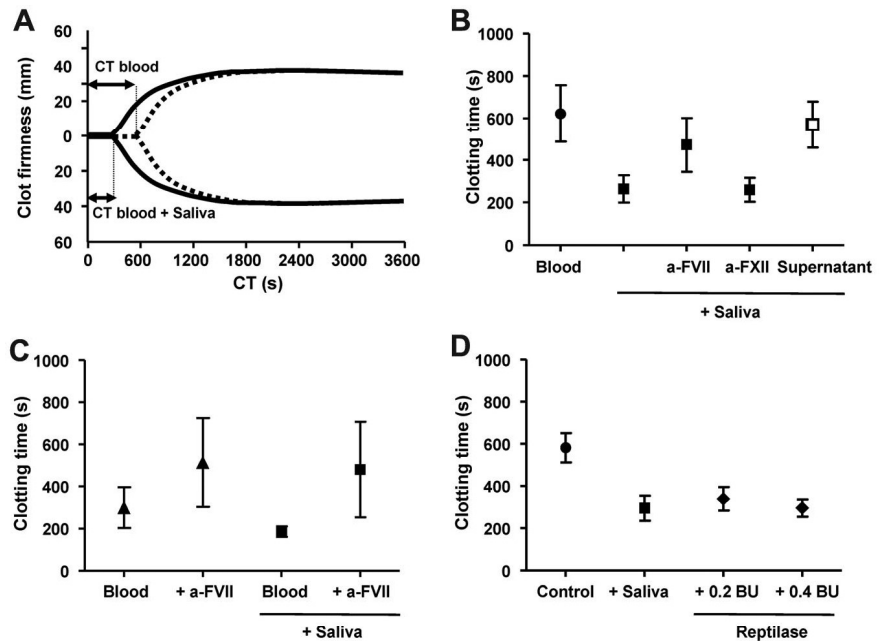 A
Clot firmness (mm)
60
40
20
0
20
40
60
CT blood
CT blood + Saliva
0 600 1200 1800 2400 3000 3600
CT (s)
B
Clotting time (s)
1000
800
600
400
200
0
Blood a-FVII a-FXII Supernatant
+ Saliva
C
Clotting time (s)
1000
800
600
400
200
0
Blood + a-FVII Blood + a-FVII
+ Saliva
D
Clotting time (s)
1000
800
600
400
200
0
Control + Saliva + 0.2 BU + 0.4 BU
Reptilase